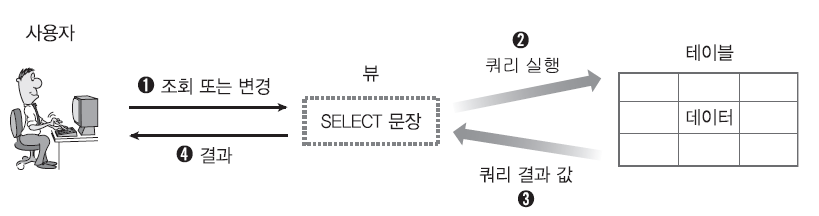 사용자
❶ 조회 또는 변경
❹ 결과
뷰
SELECT 문장
❷
쿼리 실행
쿼리 결과 값
❸
테이블
데이터